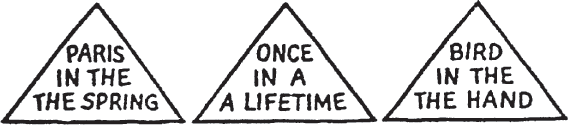 PARIS
IN THE
THE SPRING
ONCE
IN A
A LIFETIME
BIRD
IN THE
THE HAND